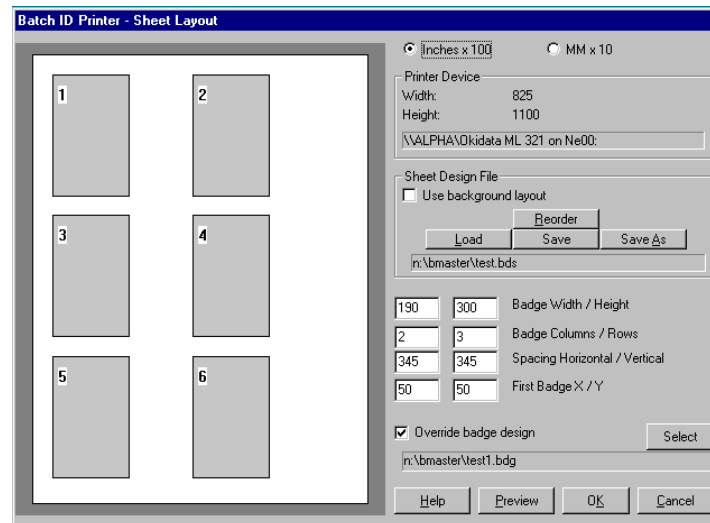 Batch ID Printer - Sheet Layout
1
2
3
4
5
6
Inches x 100
MM x 10
Printer Device
Width: 825
Height: 1100
\\ALPHA\Okidata ML 321 on Ne00:
Sheet Design File
Use background layout
Reorder
Load Save Save As
n:\bmaster\test.bds
190 300 Badge Width / Height
2 3 Badge Columns / Rows
345 345 Spacing Horizontal / Vertical
50 50 First Badge X / Y
Override badge design
Select
n:\bmaster\test1.bdg
Help Preview OK Cancel